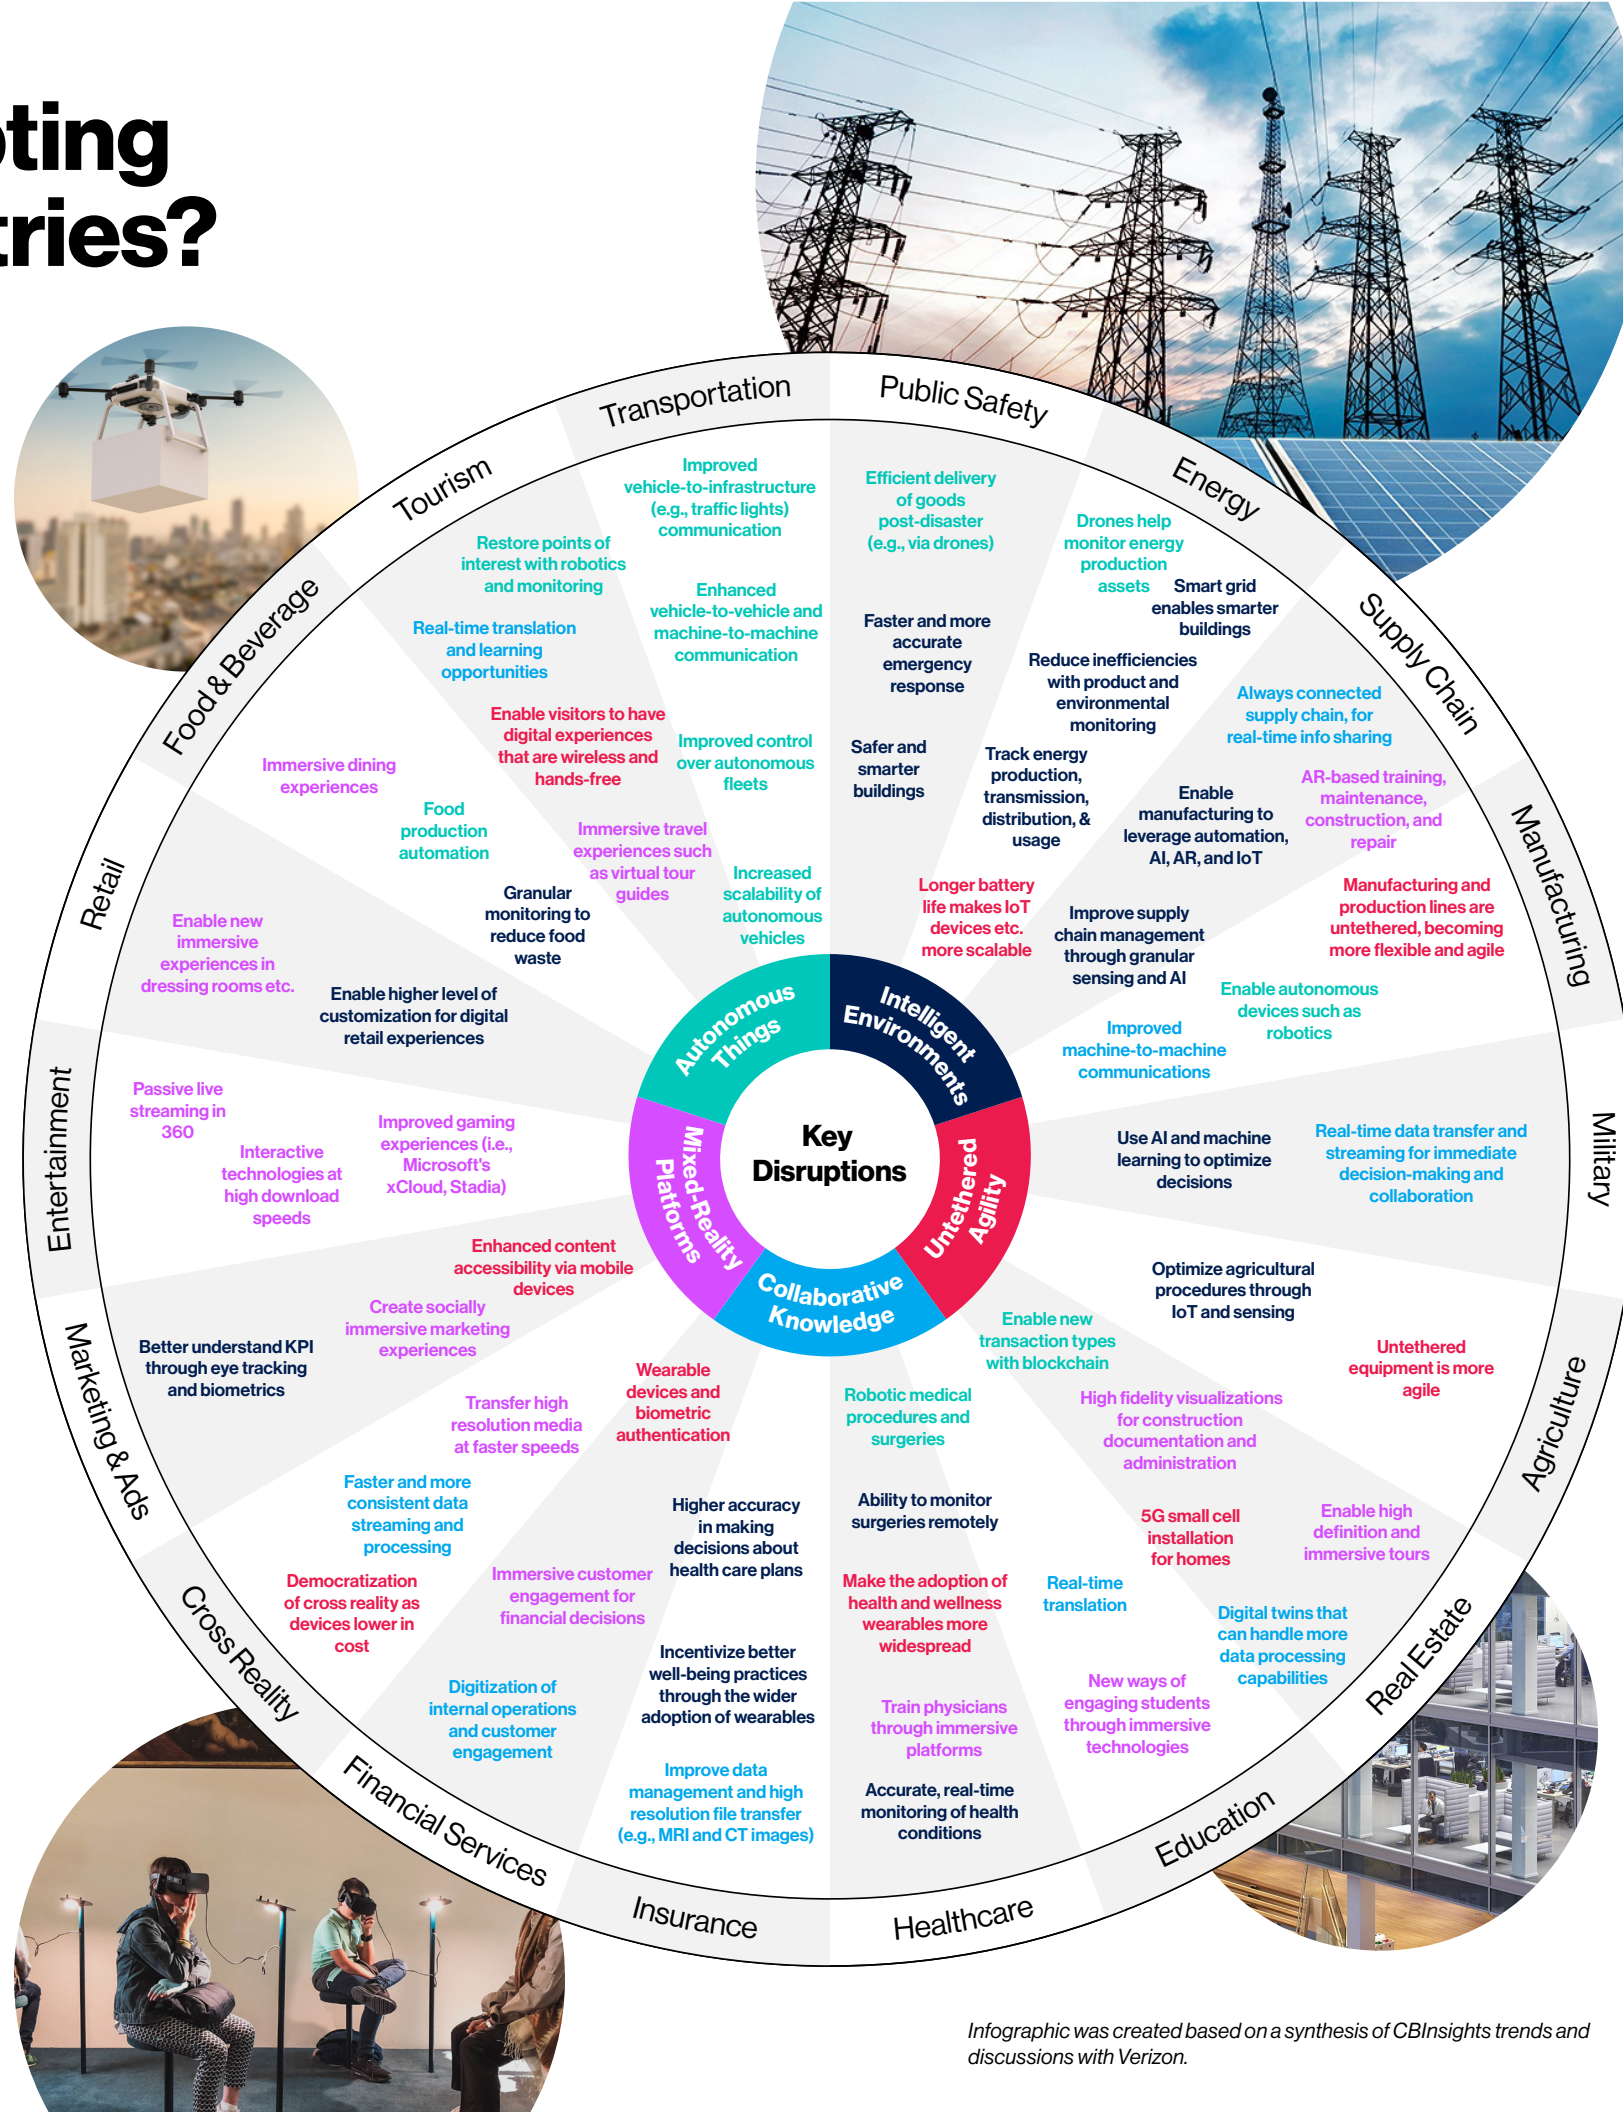 pting
tries?
Transportation
Public Safety
Energy
Supply Chain
Manufacturing
Military
Agriculture
Real Estate
Education
Healthcare
Insurance
Financial Services
Cross Reality
Marketing & Ads
Entertainment
Retail
Food & Beverage
Tourism
Improved
vehicle-to-infrastructure
(e.g., traffic lights)
communication
Enhanced
vehicle-to-vehicle and
machine-to-machine
communication
Improved control
over autonomous
fleets
Increased
scalability of
autonomous
vehicles
Efficient delivery
of goods
post-disaster
(e.g., via drones)
Faster and more
accurate
emergency
response
Safer and
smarter
buildings
Drones help
monitor energy
production
assets
Smart grid
enables smarter
buildings
Reduce inefficiencies
with product and
environmental
monitoring
Track energy
production,
transmission,
distribution, &
usage
Longer battery
life makes IoT
devices etc.
more scalable
Always connected
supply chain, for
real-time info sharing
Enable
manufacturing to
leverage automation,
AI, AR, and IoT
Improve supply
chain management
through granular
sensing and AI
AR-based training,
maintenance,
construction, and
repair
Manufacturing and
production lines are
untethered, becoming
more flexible and agile
Enable autonomous
devices such as
robotics
Improved
machine-to-machine
communications
Use AI and machine
learning to optimize
decisions
Real-time data transfer and
streaming for immediate
decision-making and
collaboration
Optimize agricultural
procedures through
IoT and sensing
Untethered
equipment is more
agile
Enable new
transaction types
with blockchain
High fidelity visualizations
for construction
documentation and
administration
5G small cell
installation
for homes
Enable high
definition and
immersive tours
Digital twins that
can handle more
data processing
capabilities
Real-time
translation
New ways of
engaging students
through immersive
technologies
Robotic medical
procedures and
surgeries
Ability to monitor
surgeries remotely
Make the adoption of
health and wellness
wearables more
widespread
Train physicians
through immersive
platforms
Accurate, real-time
monitoring of health
conditions
Higher accuracy
in making
decisions about
health care plans
Incentivize better
well-being practices
through the wider
adoption of wearables
Improve data
management and high
resolution file transfer
(e.g., MRI and CT images)
Wearable
devices and
biometric
authentication
Immersive customer
engagement for
financial decisions
Digitization of
internal operations
and customer
engagement
Transfer high
resolution media
at faster speeds
Faster and more
consistent data
streaming and
processing
Democratization
of cross reality as
devices lower in
cost
Enhanced content
accessibility via mobile
devices
Create socially
immersive marketing
experiences
Better understand KPI
through eye tracking
and biometrics
Passive live
streaming in
360
Interactive
technologies at
high download
speeds
Improved gaming
experiences (i.e.,
Microsoft's
xCloud, Stadia)
Enable new
immersive
experiences in
dressing rooms etc.
Enable higher level of
customization for digital
retail experiences
Immersive dining
experiences
Food
production
automation
Granular
monitoring to
reduce food
waste
Restore points of
interest with robotics
and monitoring
Real-time translation
and learning
opportunities
Enable visitors to have
digital experiences
that are wireless and
hands-free
Immersive travel
experiences such
as virtual tour
guides
Autonomous
Things
Intelligent
Environments
Untethered
Agility
Collaborative
Knowledge
Mixed-Reality
Platforms
Key
Disruptions
Infographic was created based on a synthesis of CBInsights trends and
discussions with Verizon.